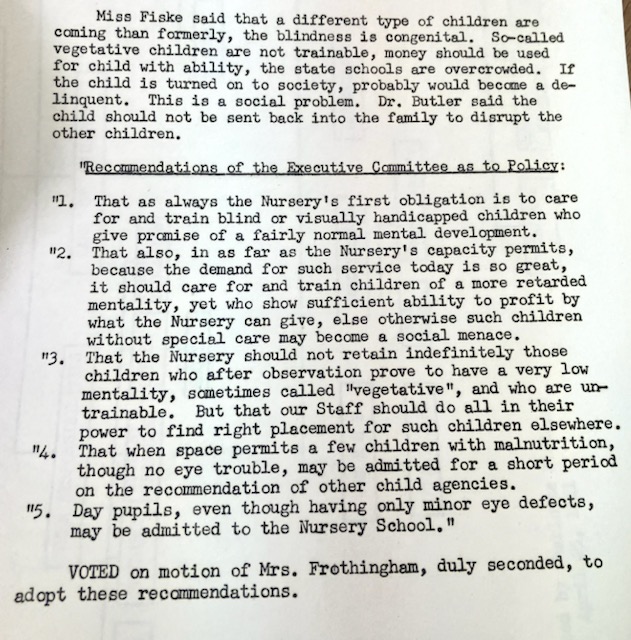 Miss Fiske said that a different type of children are
coming than formerly, the blindness is congenital. So-called
vegetative children are not trainable, money should be used
for child with ability, the state schools are overcrowded. If
the child is turned on to society, probably would become a de-
linquent. This is a social problem. Dr. Butler said the
child should not be sent back into the family to disrupt the
other children.
"Recommendations of the Executive Committee as to Policy:
"1. That as always the Nursery's first obligation is to care
for and train blind or visually handicapped children who
give promise of a fairly normal mental development.
"2. That also, in as far as the Nursery's capacity permits,
because the demand for such service today is so great,
it should care for and train children of a more retarded
mentality, yet who show sufficient ability to profit by
what the Nursery can give, else otherwise such children
without special care may become a social menace.
"3. That the Nursery should not retain indefinitely those
children who after observation prove to have a very low
mentality, sometimes called "vegetative", and who are un-
trainable. But that our Staff should do all in their
power to find right placement for such children elsewhere.
"4. That when space permits a few children with malnutrition,
though no eye trouble, may be admitted for a short period
on the recommendation of other child agencies.
"5. Day pupils, even though having only minor eye defects,
may be admitted to the Nursery School."
VOTED on motion of Mrs. Frothingham, duly seconded, to
adopt these recommendations.